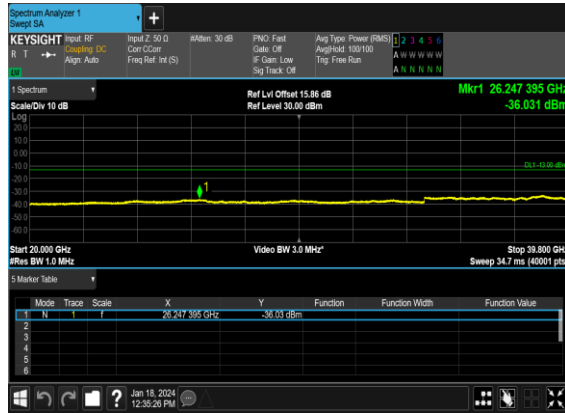 Spectrum Analyzer 1
Swept SA
+
KEYSIGHT Input: RF Input Z: 50 Ω #Atten: 30 dB PNO: Fast Avg Type: Power (RMS) 1 2 3 4 5 6
R T Coupling: DC Corr CCorr Gate: Off Avg|Hold: 100/100 A W W W W W
Align: Auto Freq Ref: Int (S) IF Gain: Low Trig: Free Run A N N N N N
LW Sig Track: Off
1 Spectrum Ref Lvl Offset 15.86 dB Mkr1 26.247 395 GHz
Scale/Div 10 dB Ref Level 30.00 dBm -36.031 dBm
Log
20.0
10.0
0.00
-10.0
DL1 -13.00 dBm
-20.0
1
-30.0
-40.0
-50.0
-60.0
Start 20.000 GHz Video BW 3.0 MHz* Stop 39.800 GHz
#Res BW 1.0 MHz Sweep 34.7 ms (40001 pts)
5 Marker Table
Mode Trace Scale X Y Function Function Width Function Value
1 N 1 f 26.247 395 GHz -36.03 dBm
2
3
4
5
6
? Jan 18, 2024
12:35:26 PM